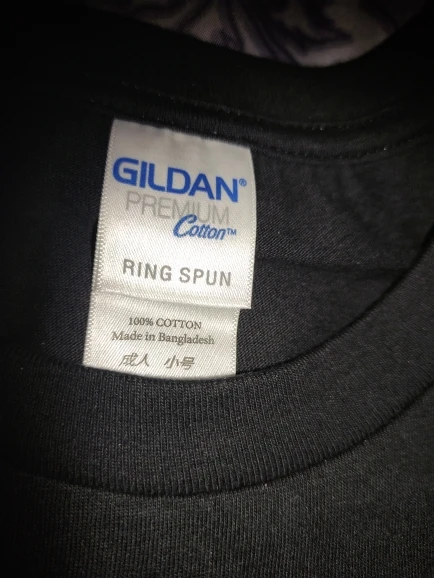 GILDAN®
PREMIUM
Cotton™
RING SPUN
100% COTTON
Made in Bangladesh
成人 小号